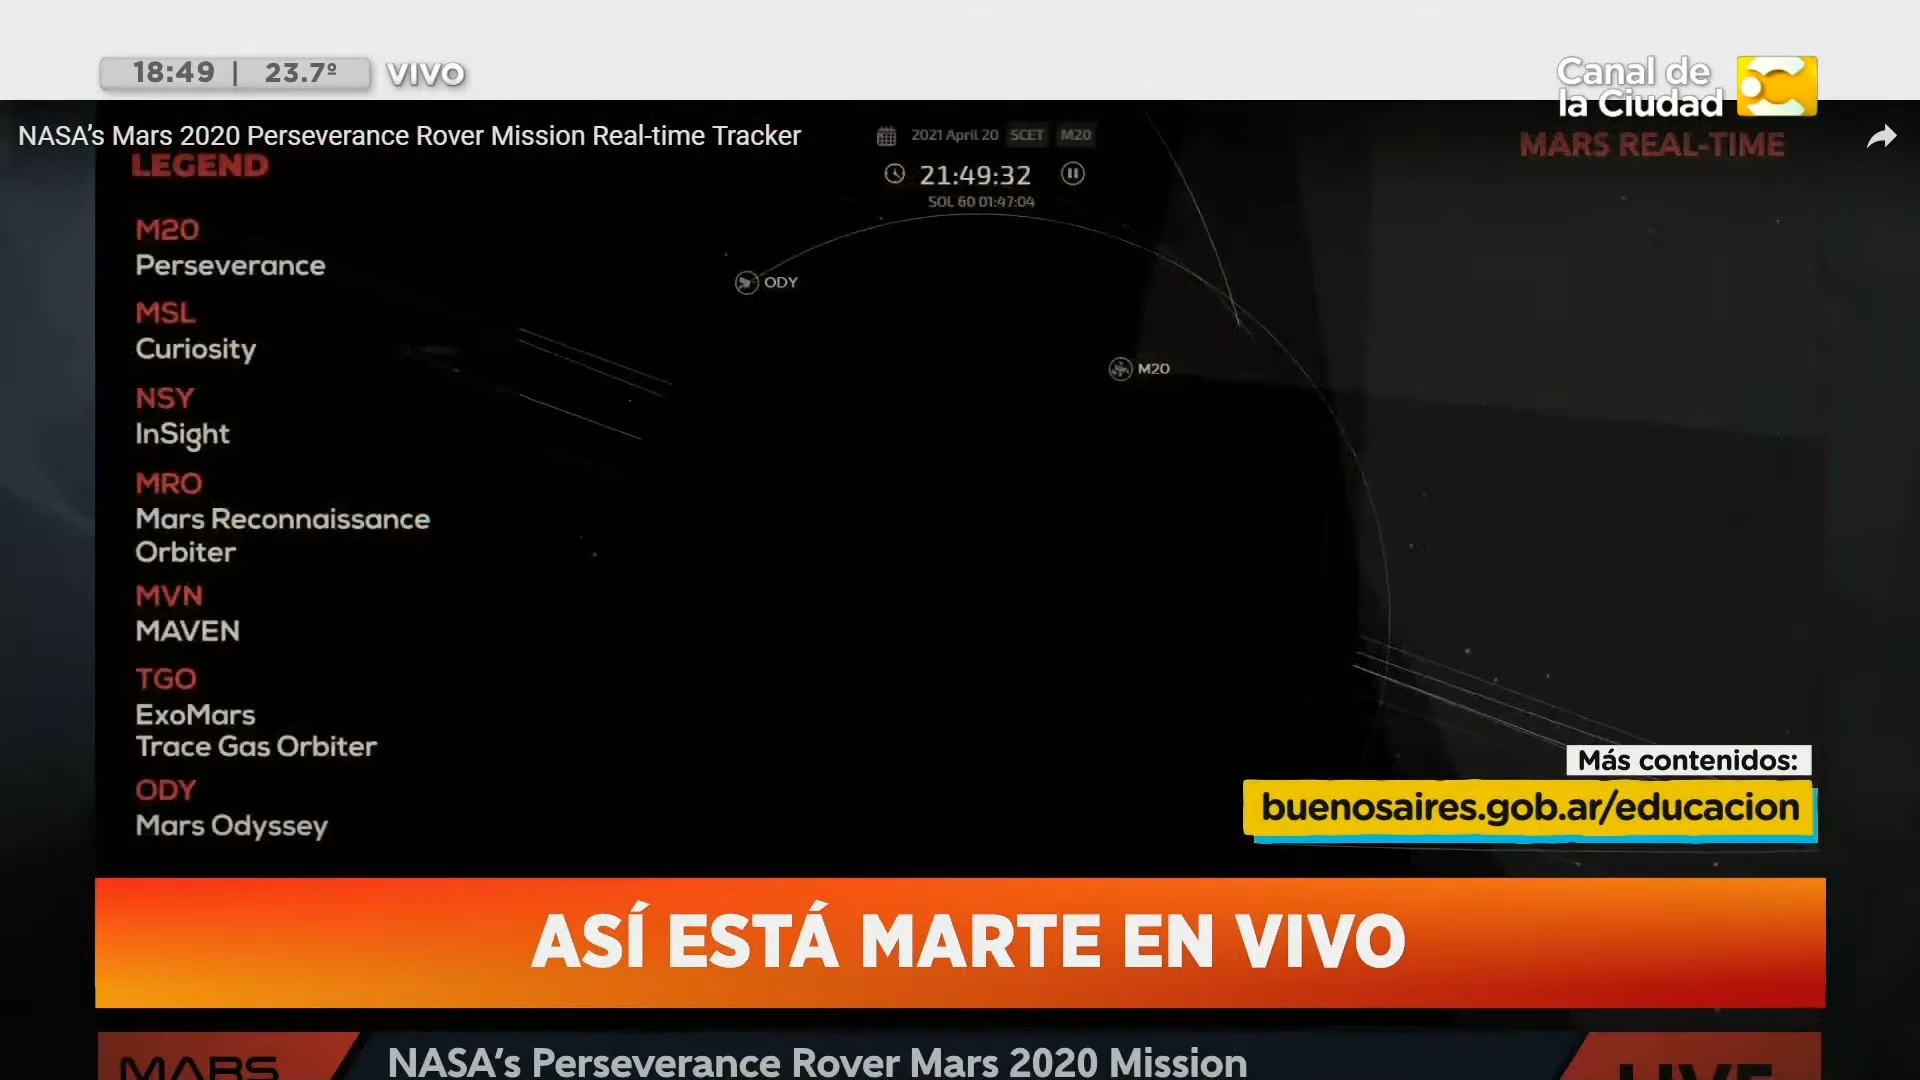 18:49 | 23.7º VIVO
Canal de
la Ciudad
NASA’s Mars 2020 Perseverance Rover Mission Real-time Tracker
2021 April 20 SCET M20
MARS REAL-TIME
LEGEND
21:49:32
SOL 60 01:47:04
M20
Perseverance
ODY
MSL
Curiosity
M20
NSY
InSight
MRO
Mars Reconnaissance
Orbiter
MVN
MAVEN
TGO
ExoMars
Trace Gas Orbiter
ODY
Mars Odyssey
Más contenidos:
buenosaires.gob.ar/educacion
ASÍ ESTÁ MARTE EN VIVO
MARS
NASA’s Perseverance Rover Mars 2020 Mission
LIVE